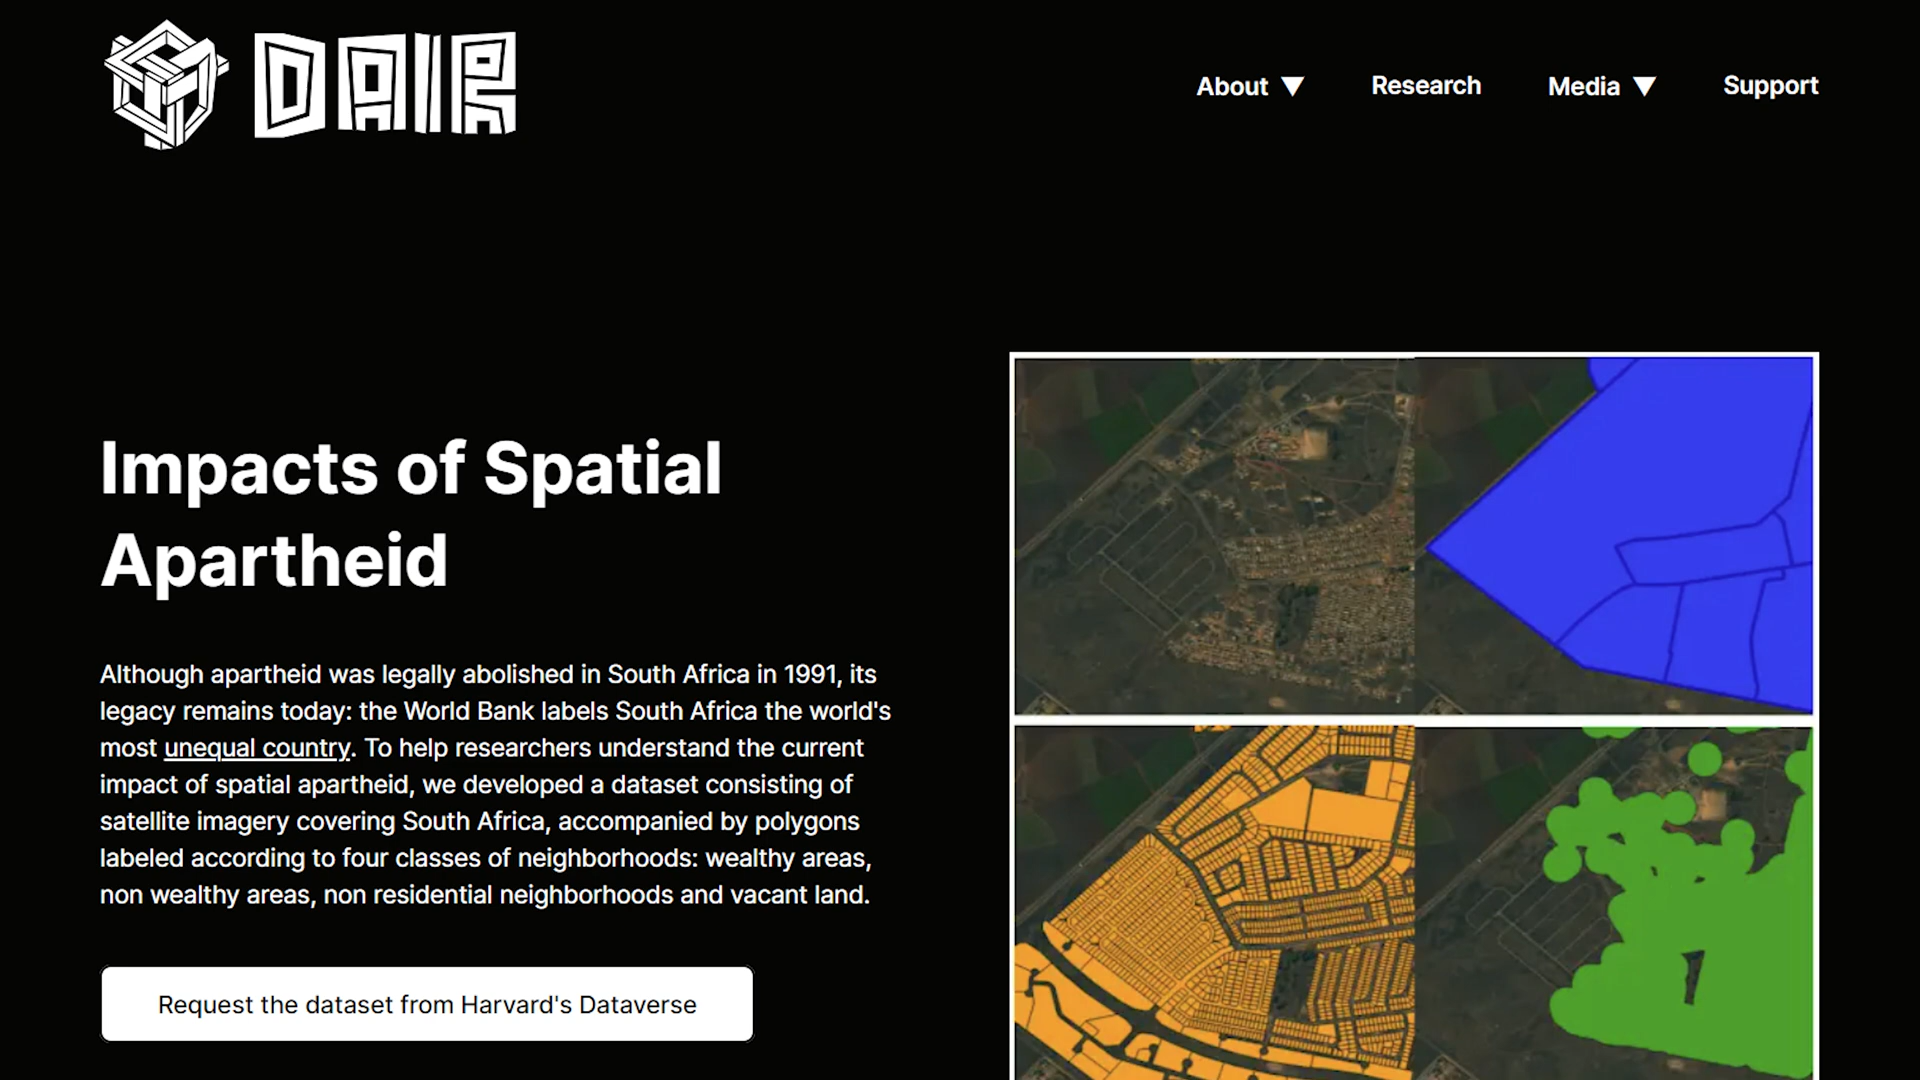 DAIR
About ▼ Research Media ▼ Support
Impacts of Spatial
Apartheid
Although apartheid was legally abolished in South Africa in 1991, its
legacy remains today: the World Bank labels South Africa the world's
most unequal country. To help researchers understand the current
impact of spatial apartheid, we developed a dataset consisting of
satellite imagery covering South Africa, accompanied by polygons
labeled according to four classes of neighborhoods: wealthy areas,
non wealthy areas, non residential neighborhoods and vacant land.
Request the dataset from Harvard's Dataverse